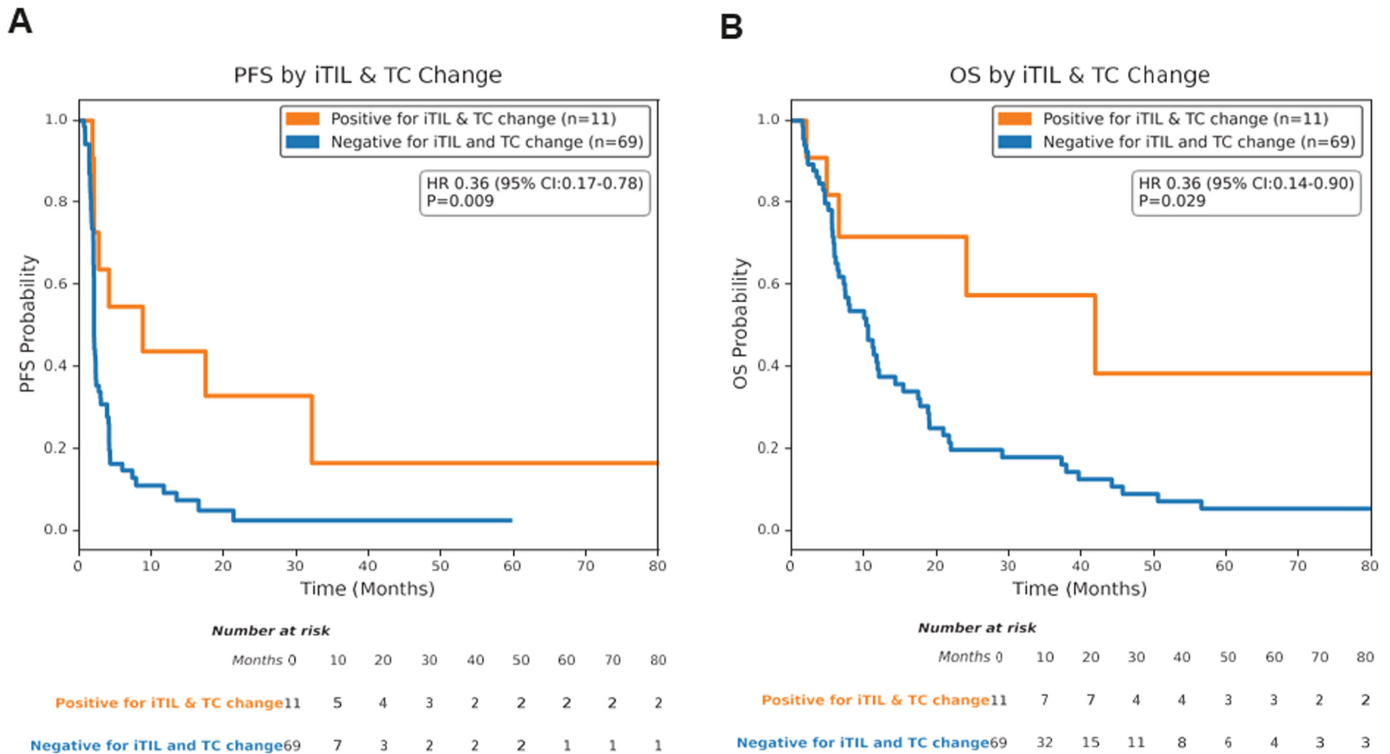 A
PFS by iTIL & TC Change
Positive for iTIL & TC change (n=11)
Negative for iTIL and TC change (n=69)
HR 0.36 (95% CI:0.17-0.78)
P=0.009
PFS Probability
1.0
0.8
0.6
0.4
0.2
0.0
0 10 20 30 40 50 60 70 80
Time (Months)
Number at risk
Months 0 10 20 30 40 50 60 70 80
Positive for iTIL & TC change 11 5 4 3 2 2 2 2 2
Negative for iTIL and TC change 69 7 3 2 2 2 1 1 1
B
OS by iTIL & TC Change
Positive for iTIL & TC change (n=11)
Negative for iTIL and TC change (n=69)
HR 0.36 (95% CI:0.14-0.90)
P=0.029
OS Probability
1.0
0.8
0.6
0.4
0.2
0.0
0 10 20 30 40 50 60 70 80
Time (Months)
Number at risk
Months 0 10 20 30 40 50 60 70 80
Positive for iTIL & TC change 11 7 7 4 4 3 3 2 2
Negative for iTIL and TC change 69 32 15 11 8 6 4 3 3